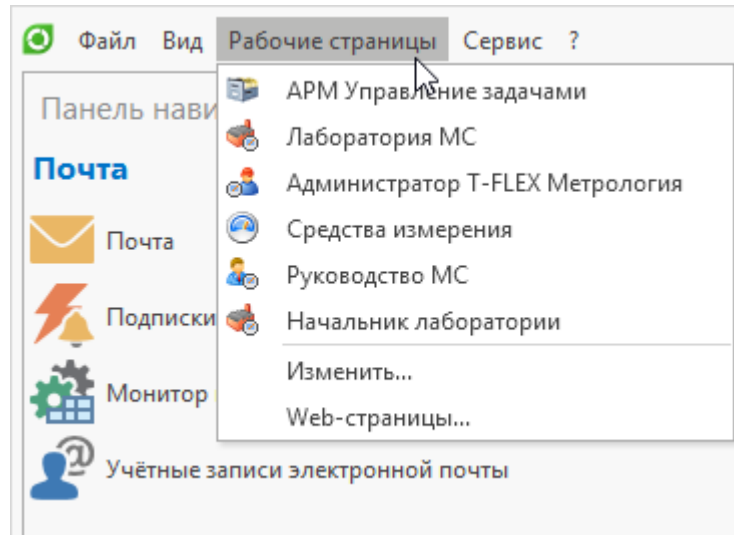 Файл Вид Рабочие страницы Сервис ?
Панель нави
Почта
Почта
Подписки
Монитор
Учётные записи электронной почты
АРМ Управление задачами
Лаборатория МС
Администратор T-FLEX Метрология
Средства измерения
Руководство МС
Начальник лаборатории
Изменить...
Web-страницы...